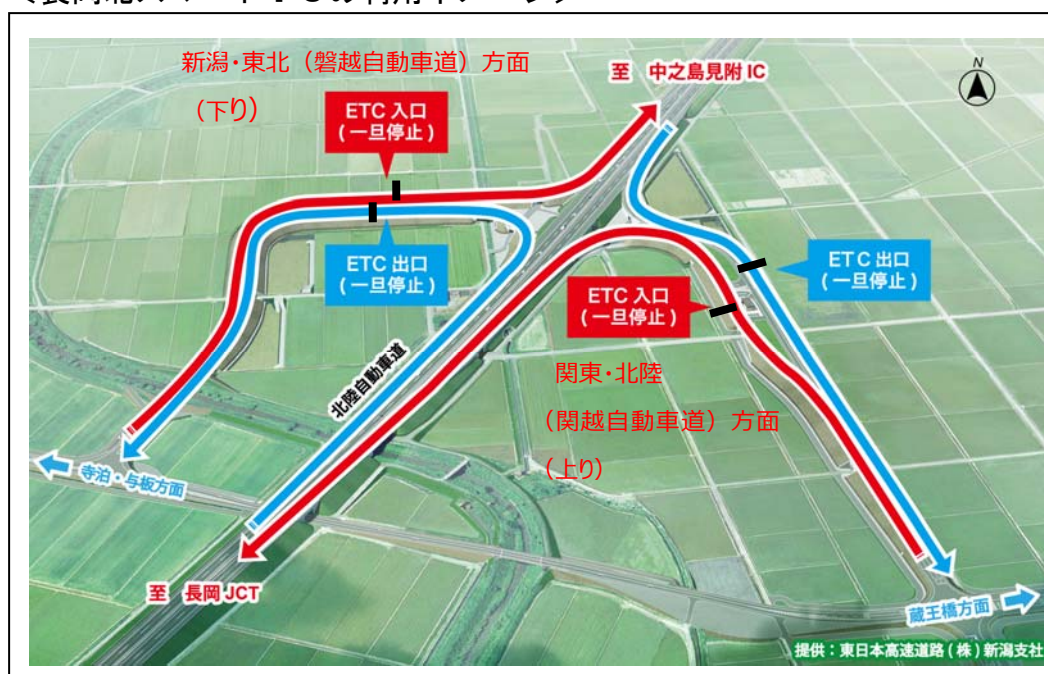 新潟・東北（磐越自動車道）方面
（下り）
至 中之島見附IC
N
ETC 入口
（一旦停止）
ETC 出口
（一旦停止）
ETC 出口
（一旦停止）
ETC 入口
（一旦停止）
北陸自動車道
関東・北陸
（関越自動車道）方面
（上り）
寺泊・与板方面
至 長岡JCT
蔵王橋方面
提供：東日本高速道路(株)新潟支社